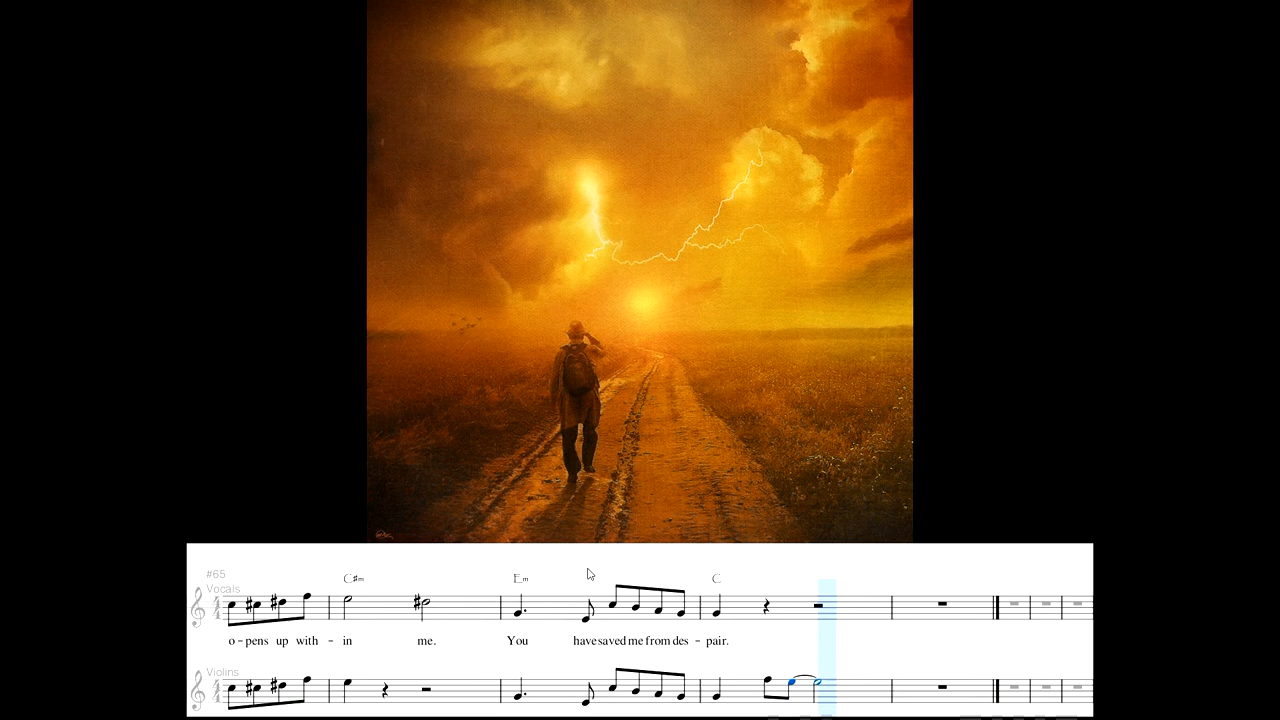 #65
Vocals
C#m Em C
o - pens up with - in me. You have saved me from des - pair.
Violins